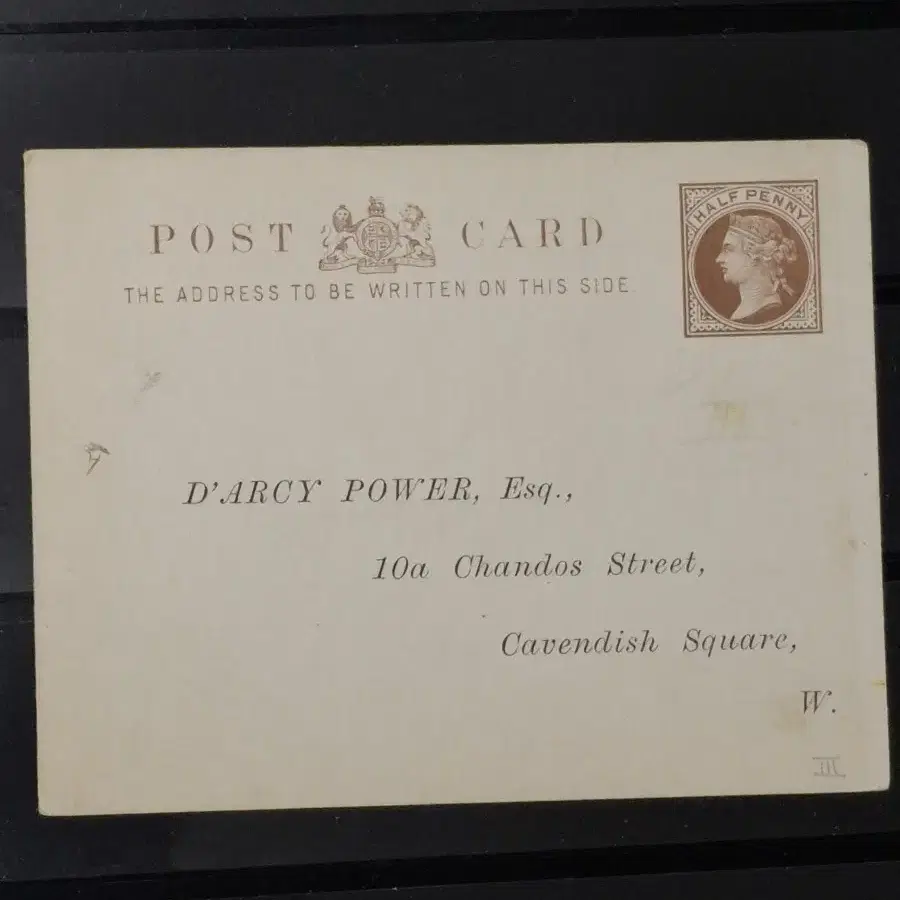 HALF PENNY
POST CARD
THE ADDRESS TO BE WRITTEN ON THIS SIDE.
D'ARCY POWER, Esq.,
10a Chandos Street,
Cavendish Square,
W.
III